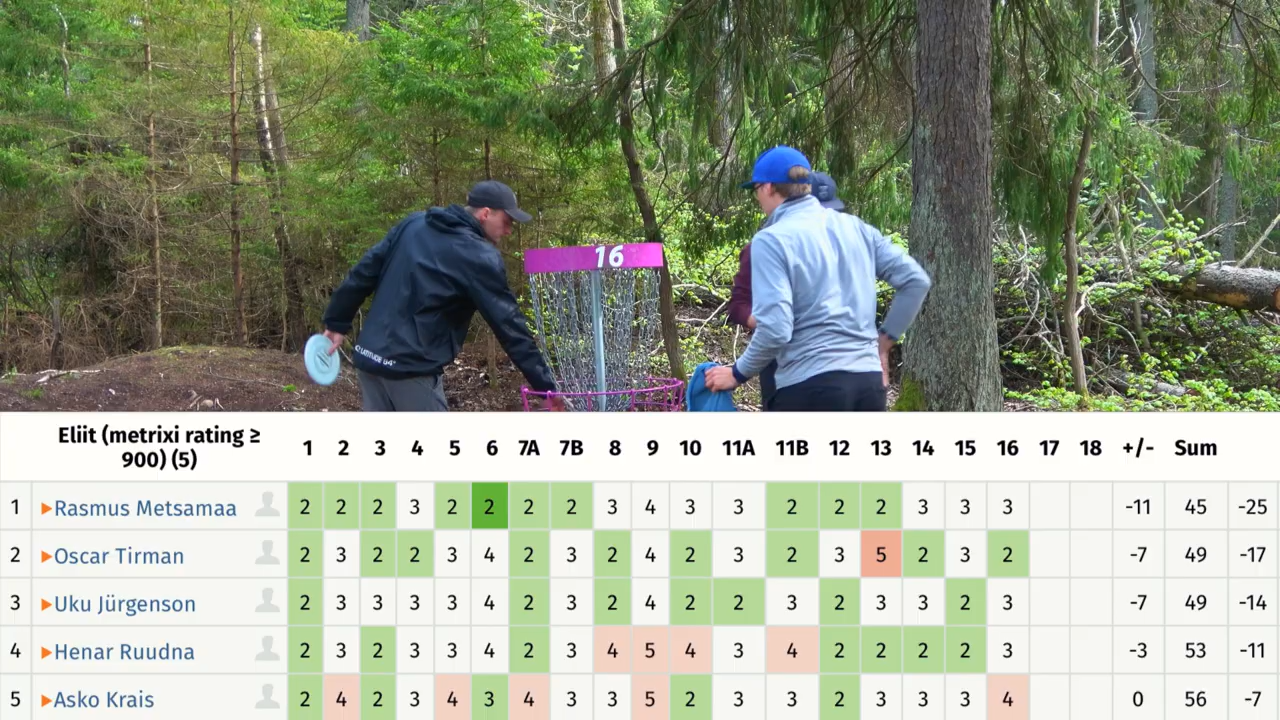 16
LATITUDE 64°
Eliit (metrixi rating ≥ 900) (5) 1 2 3 4 5 6 7A 7B 8 9 10 11A 11B 12 13 14 15 16 17 18 +/- Sum
1 Rasmus Metsamaa 2 2 2 3 2 2 2 2 3 4 3 3 2 2 2 3 3 3 -11 45 -25
2 Oscar Tirman 2 3 2 2 3 4 2 3 2 4 2 3 2 3 5 2 3 2 -7 49 -17
3 Uku Jürgenson 2 3 3 3 3 4 2 3 2 4 2 2 3 2 3 3 2 3 -7 49 -14
4 Henar Ruudna 2 3 2 3 3 4 2 3 4 5 4 3 4 2 2 2 2 3 -3 53 -11
5 Asko Krais 2 4 2 3 4 3 4 3 3 5 2 3 3 2 3 3 3 4 0 56 -7